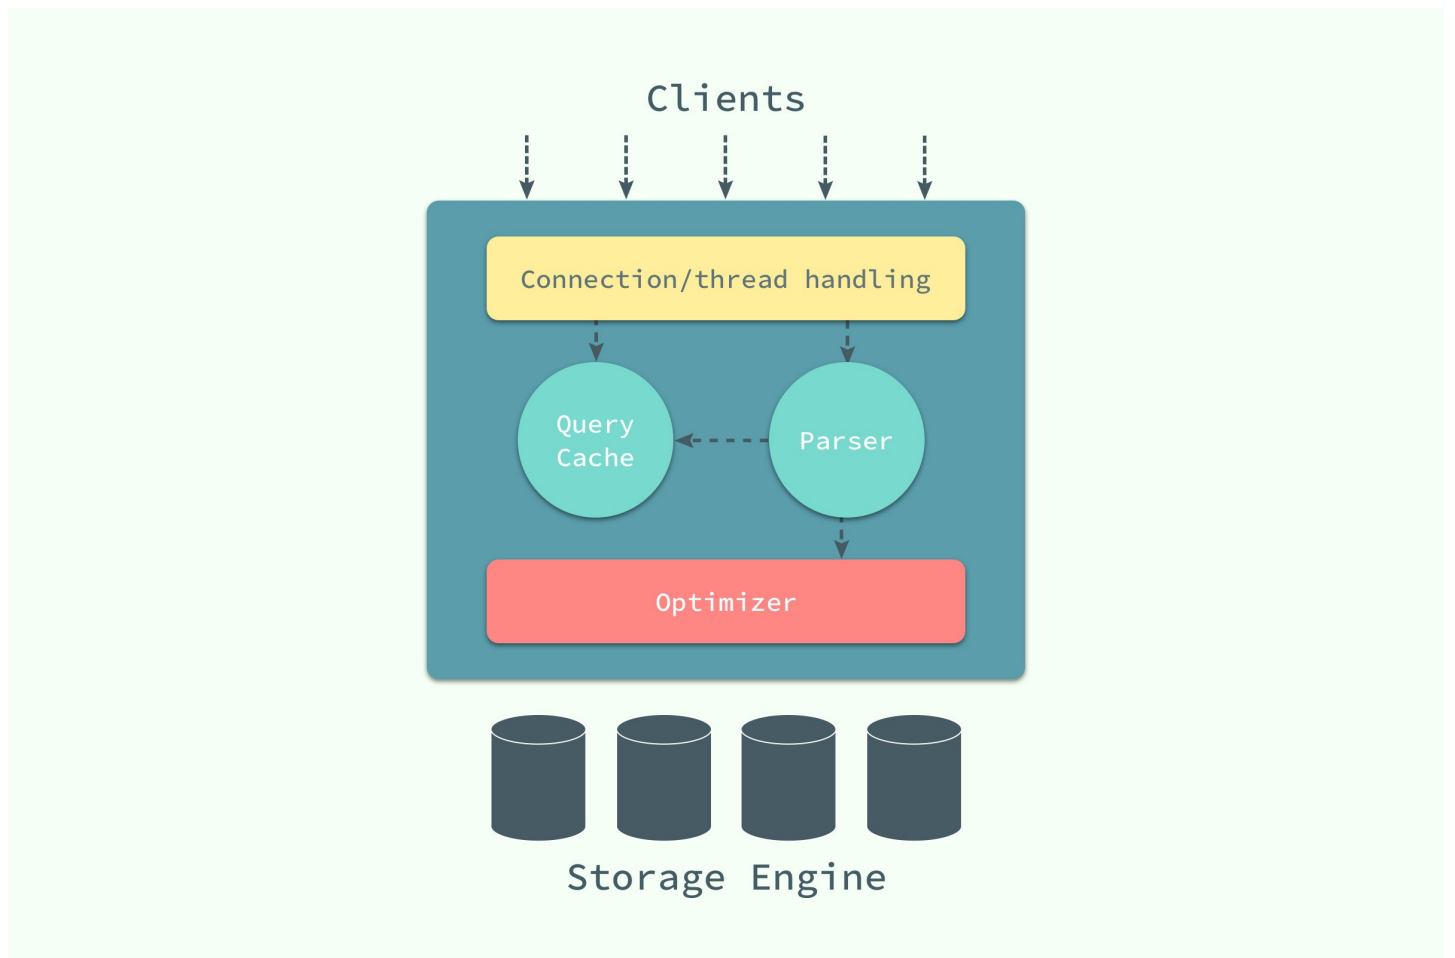 Clients
Connection/thread handling
Query
Cache
Parser
Optimizer
Storage Engine